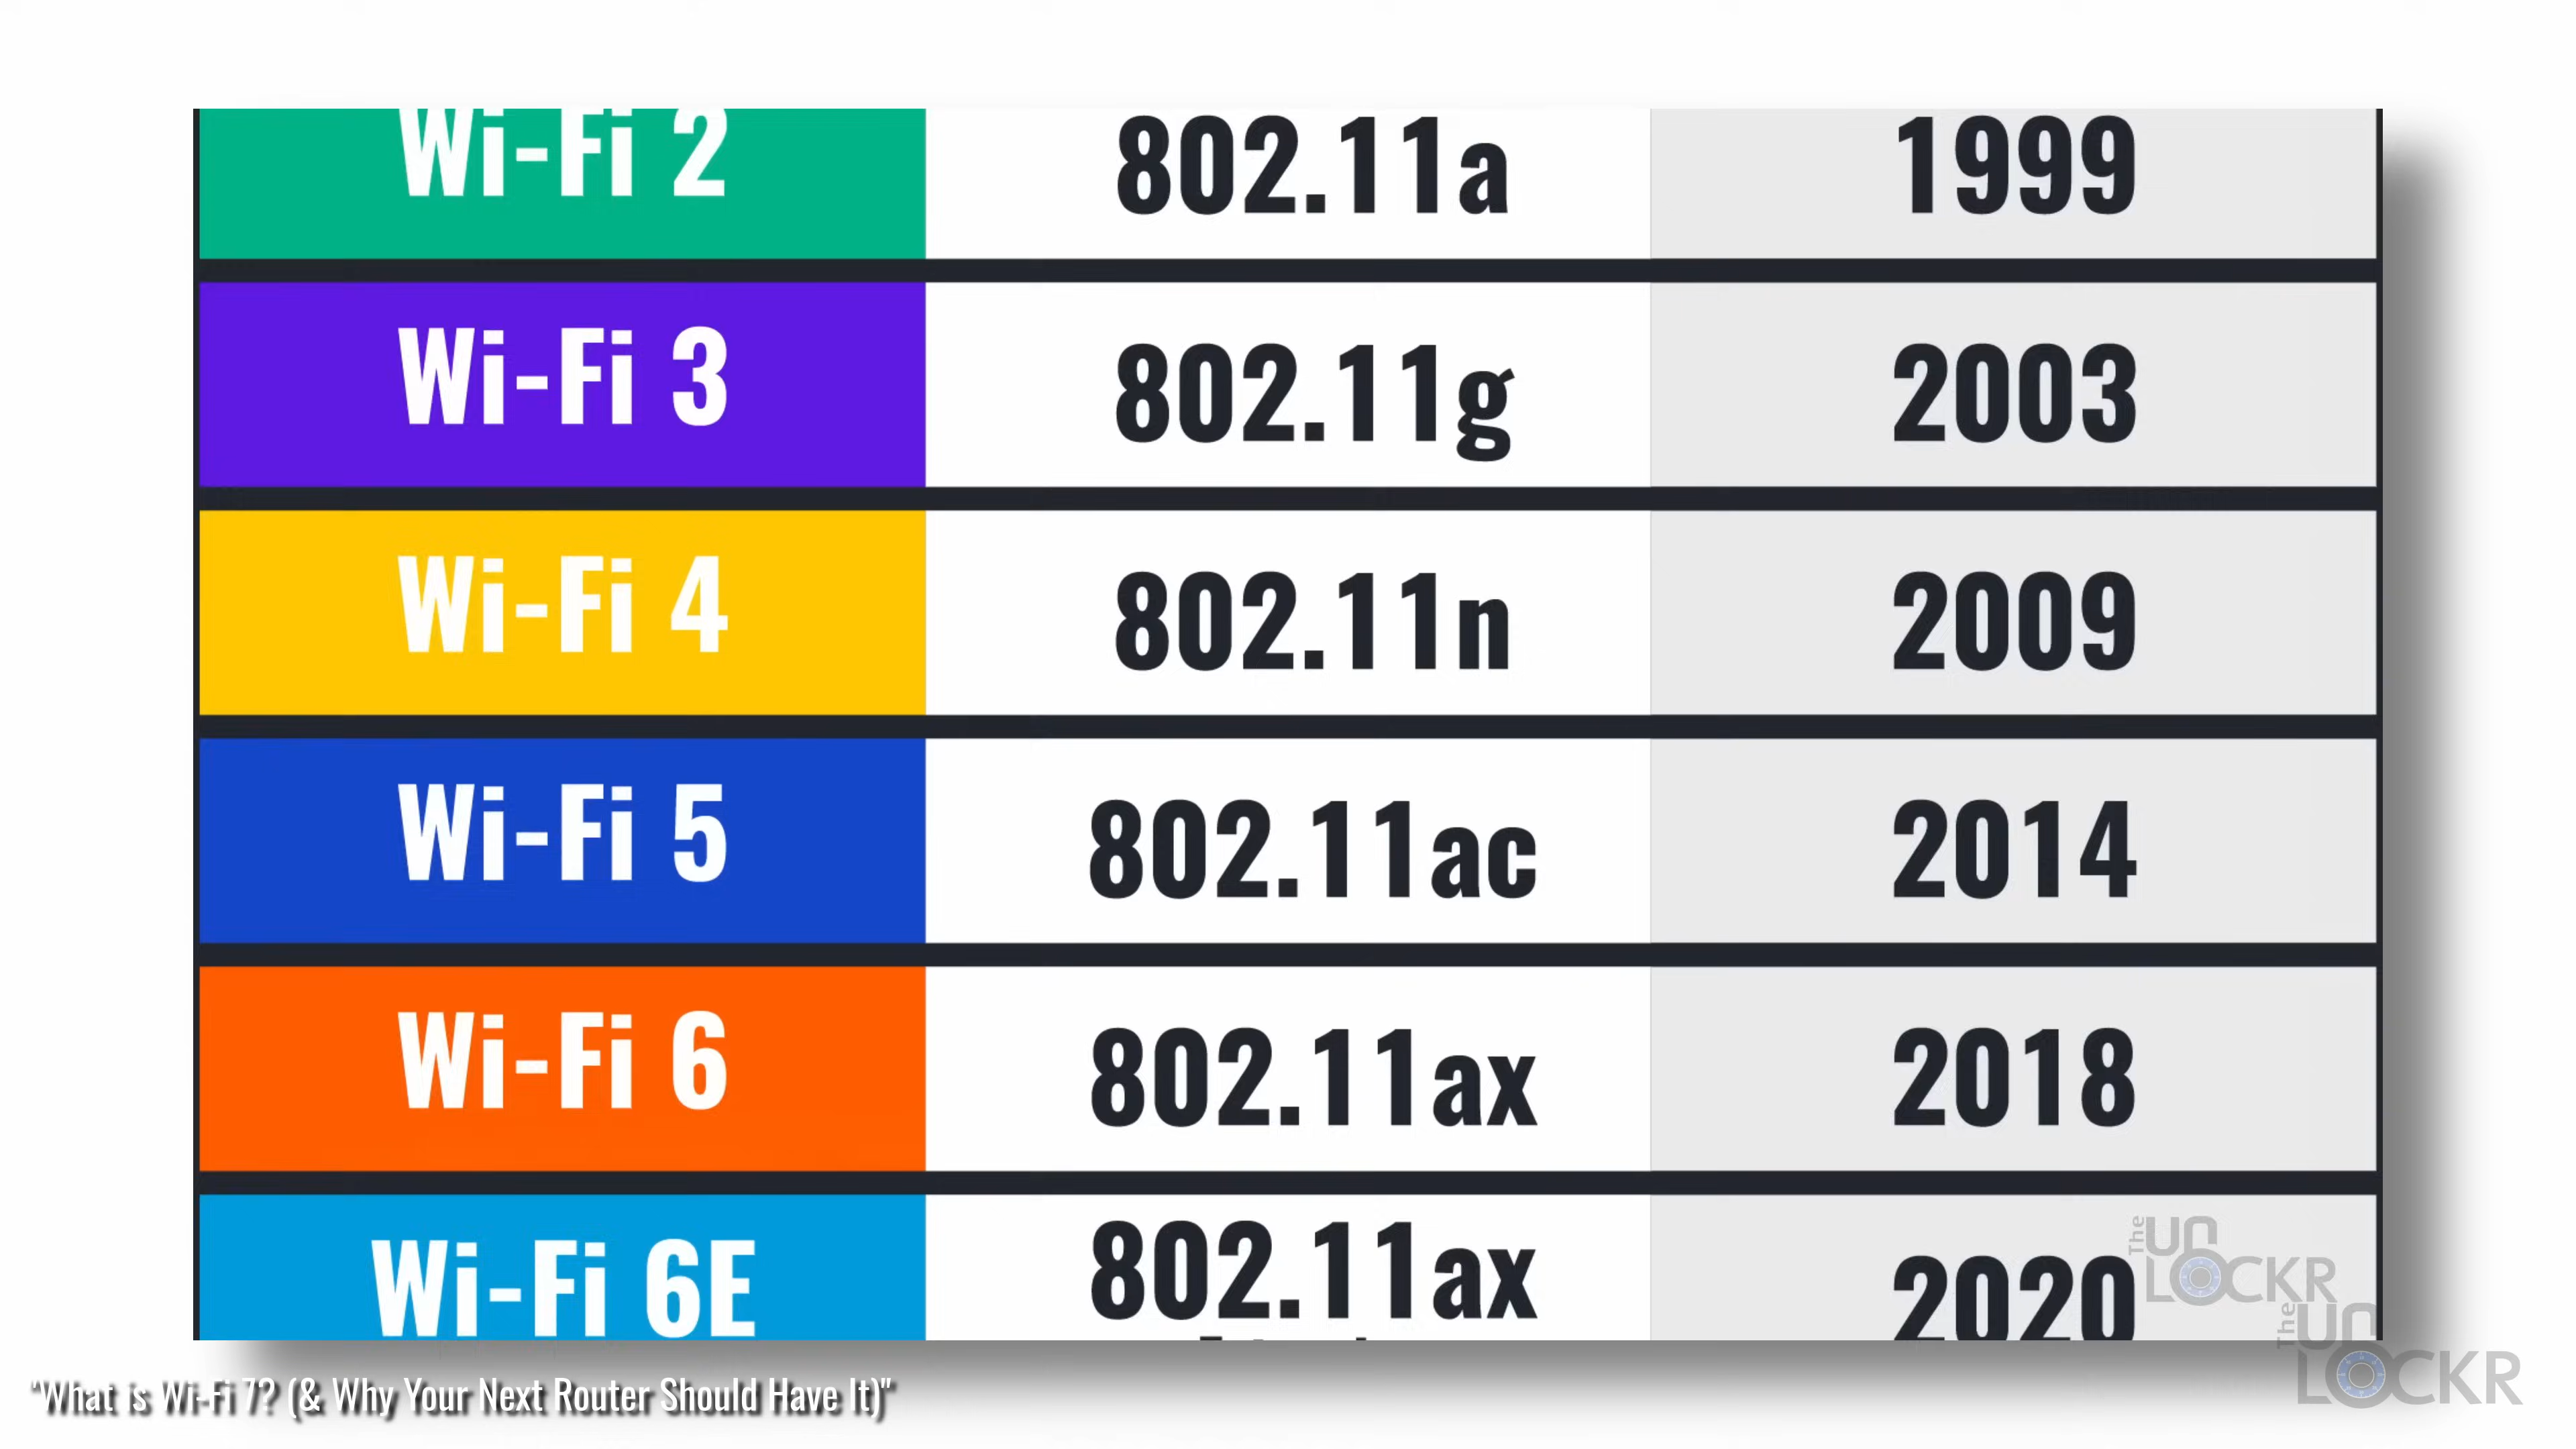 Wi-Fi 2 802.11a 1999
Wi-Fi 3 802.11g 2003
Wi-Fi 4 802.11n 2009
Wi-Fi 5 802.11ac 2014
Wi-Fi 6 802.11ax 2018
Wi-Fi 6E 802.11ax 2020
The UnLOCKR
The UnLOCKR
"What is Wi-Fi 7? (& Why Your Next Router Should Have It)"